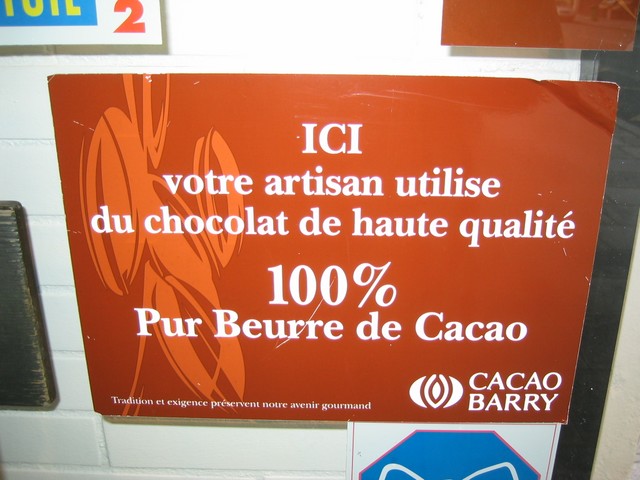 2
ICI
votre artisan utilise
du chocolat de haute qualité
100%
Pur Beurre de Cacao
Tradition et exigence préservent notre avenir gourmand
CACAO
BARRY